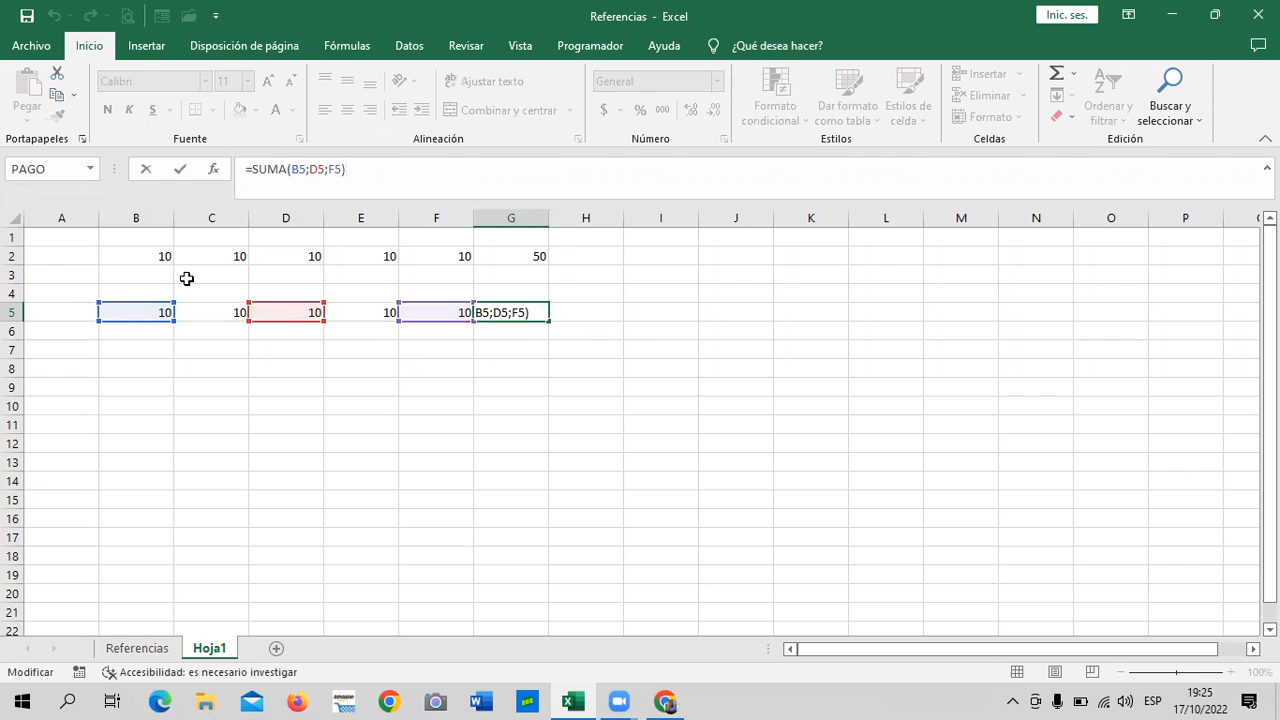 Referencias - Excel
Inic. ses.
Archivo
Inicio
Insertar
Disposición de página
Fórmulas
Datos
Revisar
Vista
Programador
Ayuda
¿Qué desea hacer?
Pegar
Portapapeles
Calibri
11
N K S
Fuente
Ajustar texto
Combinar y centrar
Alineación
General
$ % 000
Número
Formato condicional
Dar formato como tabla
Estilos de celda
Estilos
Insertar
Eliminar
Formato
Celdas
Ordenar y filtrar
Buscar y seleccionar
Edición
PAGO
fx
=SUMA(B5;D5;F5)
A B C D E F G H I J K L M N O P
1
2 10 10 10 10 10 50
3
4
5 10 10 10 10 10 B5;D5;F5)
6
7
8
9
10
11
12
13
14
15
16
17
18
19
20
21
22
Referencias
Hoja1
Modificar
Accesibilidad: es necesario investigar
100%
ESP
19:25
17/10/2022